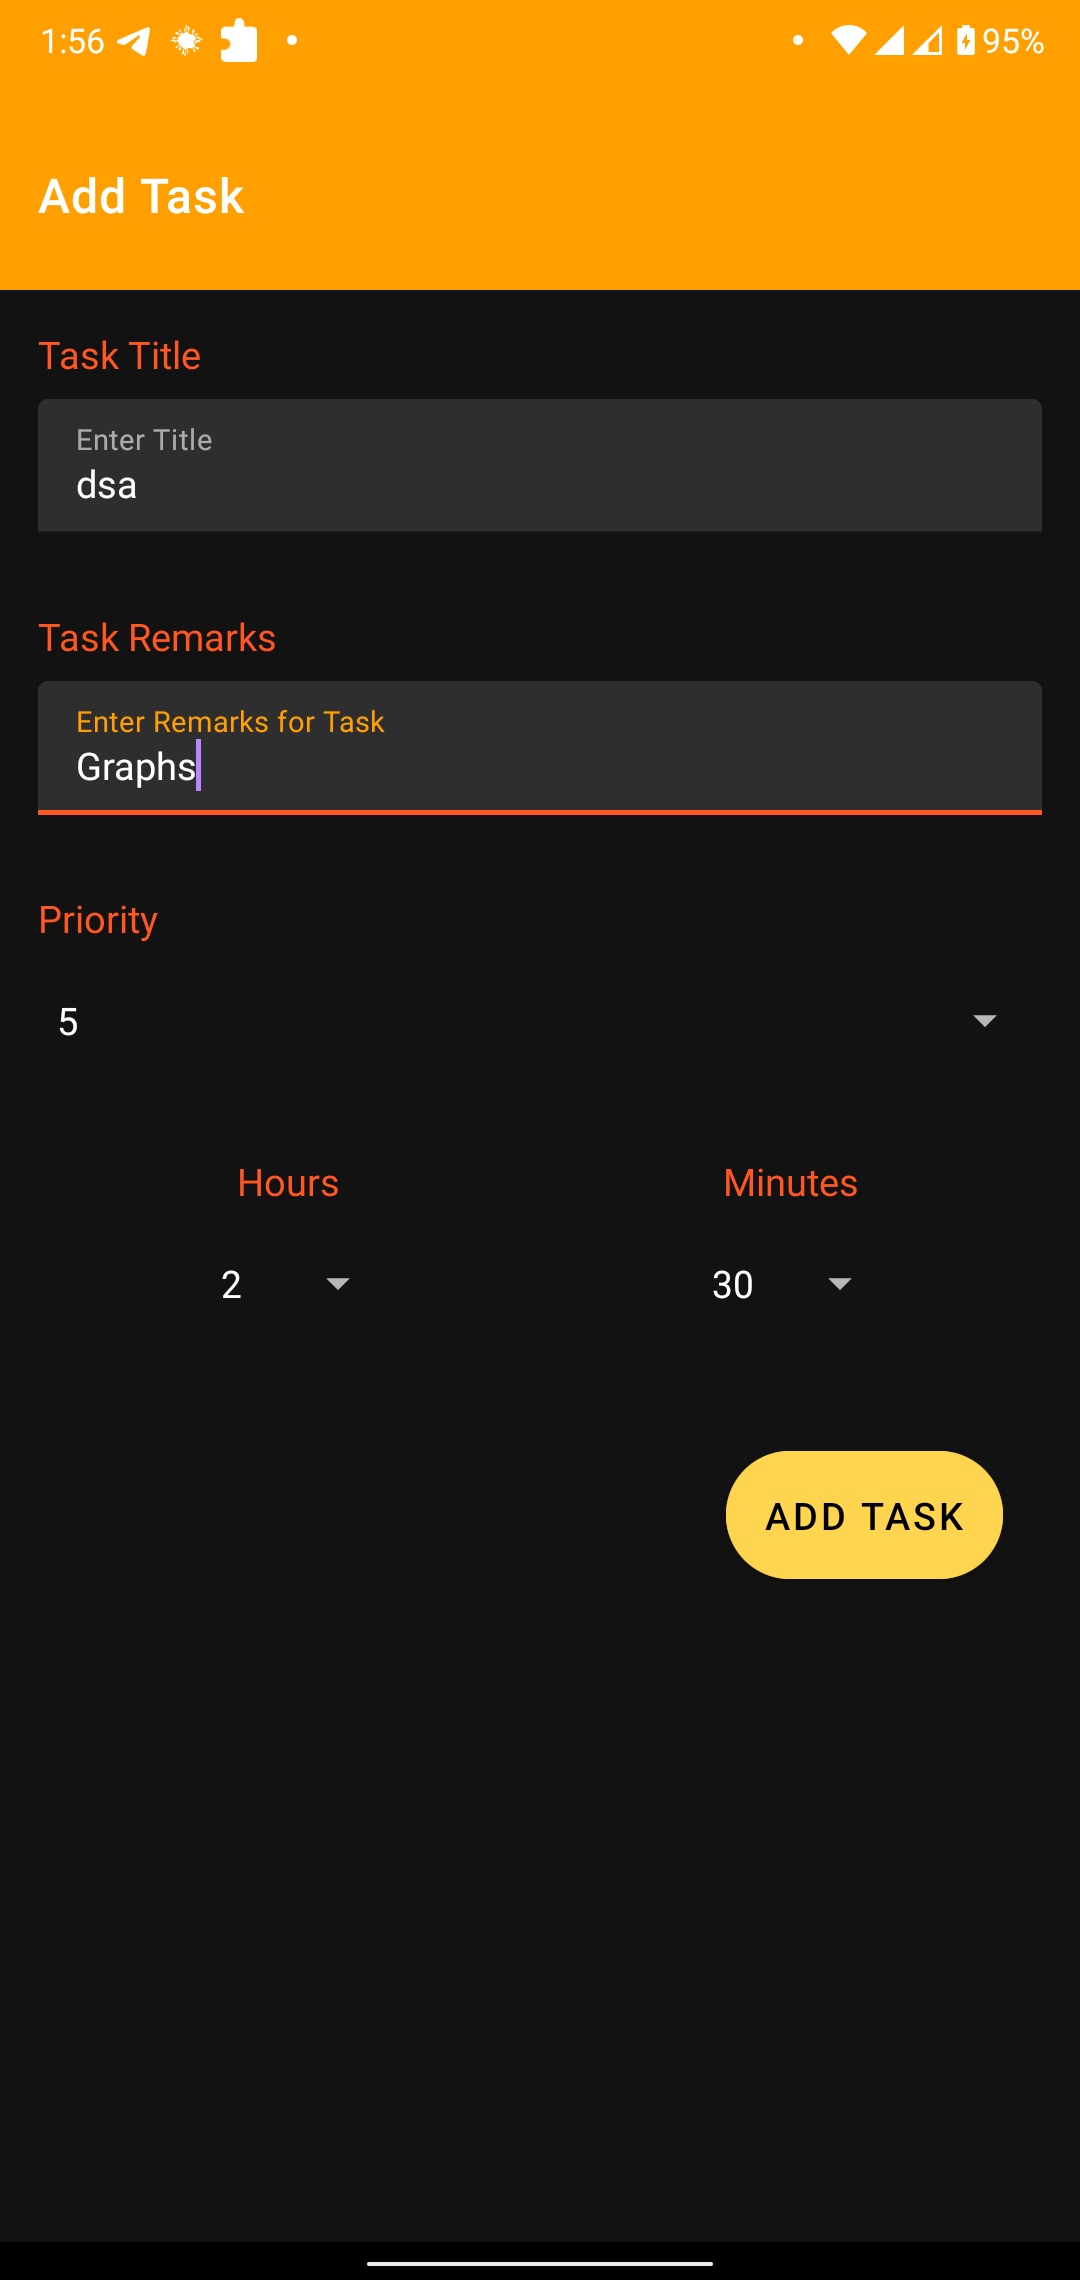 1:56 95%
Add Task
Task Title
Enter Title
dsa
Task Remarks
Enter Remarks for Task
Graphs
Priority
5
Hours Minutes
2 30
ADD TASK